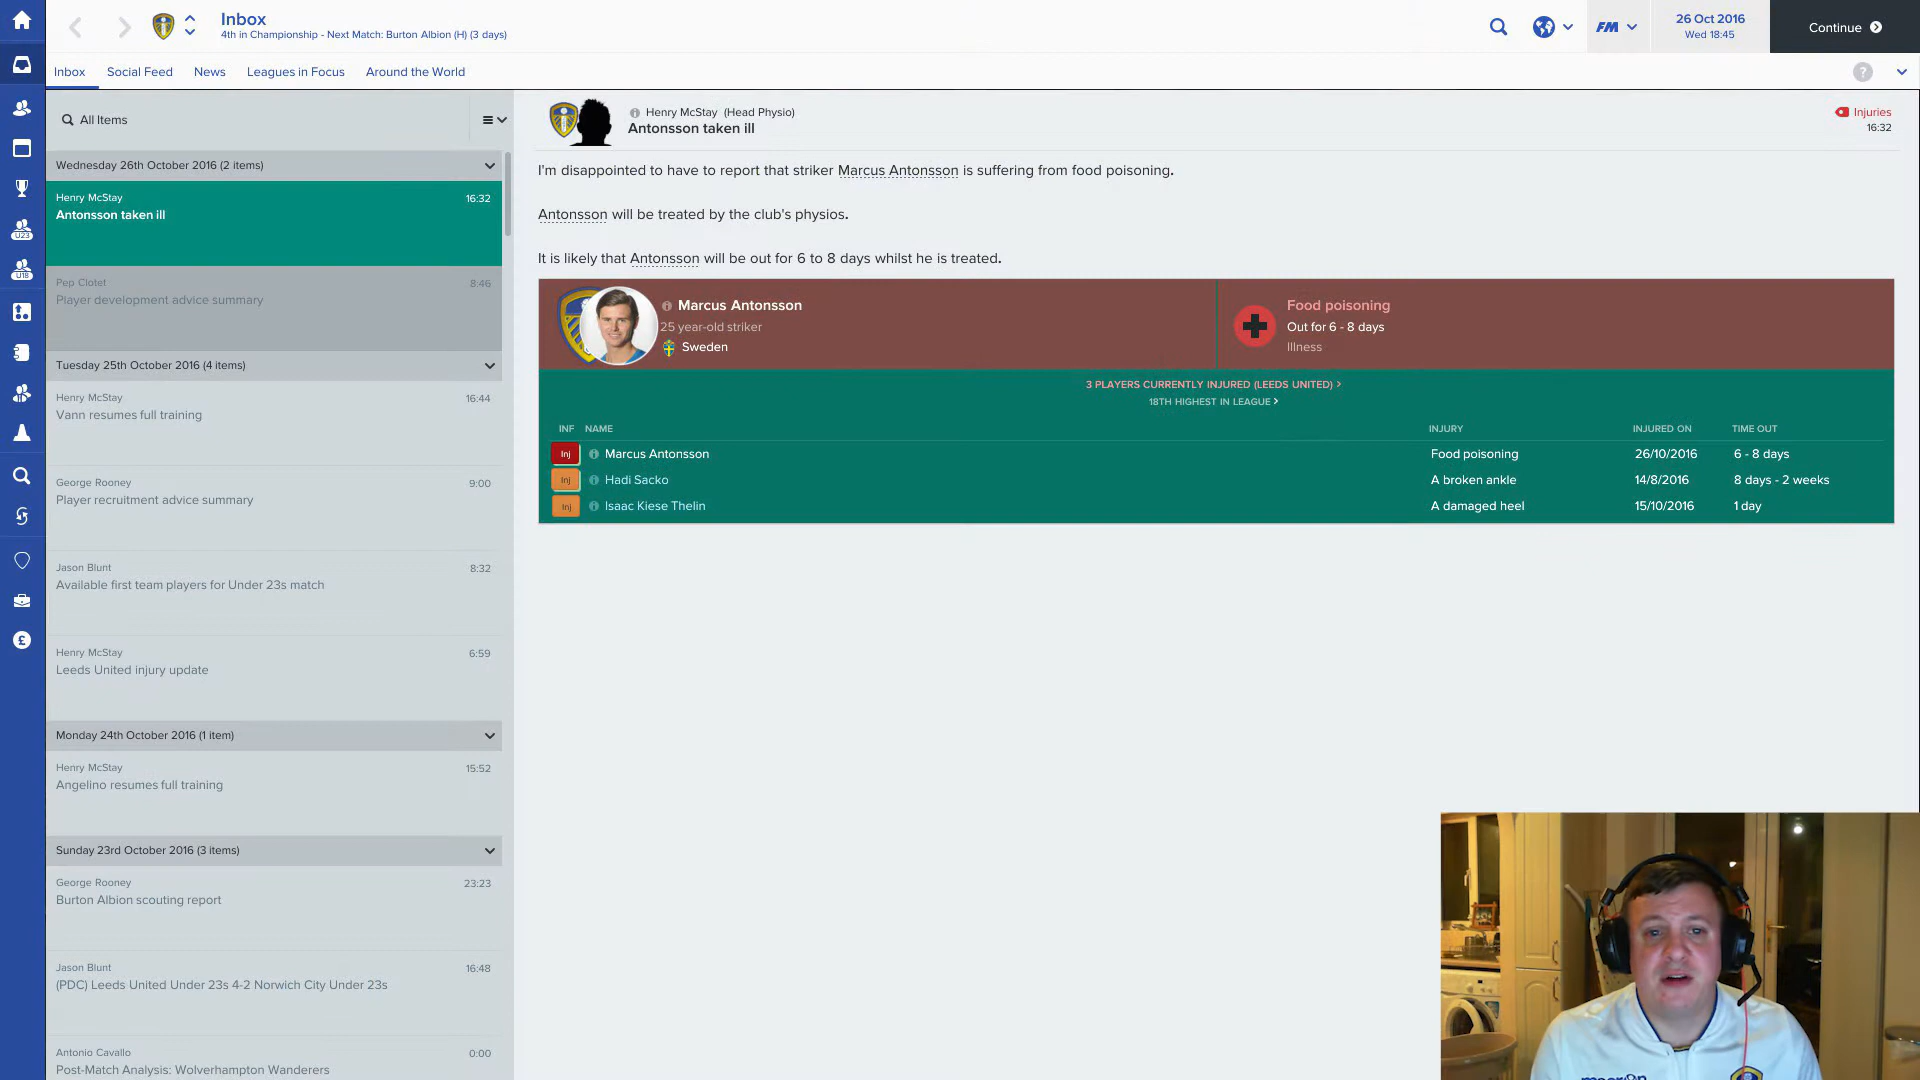 Inbox
4th in Championship - Next Match: Burton Albion (H) (3 days)
FM
26 Oct 2016
Wed 18:45
Continue
Inbox
Social Feed
News
Leagues in Focus
Around the World
?
All Items
Wednesday 26th October 2016 (2 items)
Henry McStay
16:32
Antonsson taken ill
Pep Clotet
8:46
Player development advice summary
Tuesday 25th October 2016 (4 items)
Henry McStay
16:44
Vann resumes full training
George Rooney
9:00
Player recruitment advice summary
Jason Blunt
8:32
Available first team players for Under 23s match
Henry McStay
6:59
Leeds United injury update
Monday 24th October 2016 (1 item)
Henry McStay
15:52
Angelino resumes full training
Sunday 23rd October 2016 (3 items)
George Rooney
23:23
Burton Albion scouting report
Jason Blunt
16:48
(PDC) Leeds United Under 23s 4-2 Norwich City Under 23s
Antonio Cavallo
0:00
Post-Match Analysis: Wolverhampton Wanderers
U23
U18
£
Henry McStay (Head Physio)
Antonsson taken ill
Injuries
16:32
I'm disappointed to have to report that striker Marcus Antonsson is suffering from food poisoning.
Antonsson will be treated by the club's physios.
It is likely that Antonsson will be out for 6 to 8 days whilst he is treated.
Marcus Antonsson
25 year-old striker
Sweden
Food poisoning
Out for 6 - 8 days
Illness
3 PLAYERS CURRENTLY INJURED (LEEDS UNITED) >
18TH HIGHEST IN LEAGUE >
INF NAME INJURY INJURED ON TIME OUT
Inj Marcus Antonsson Food poisoning 26/10/2016 6 - 8 days
Inj Hadi Sacko A broken ankle 14/8/2016 8 days - 2 weeks
Inj Isaac Kiese Thelin A damaged heel 15/10/2016 1 day
macron